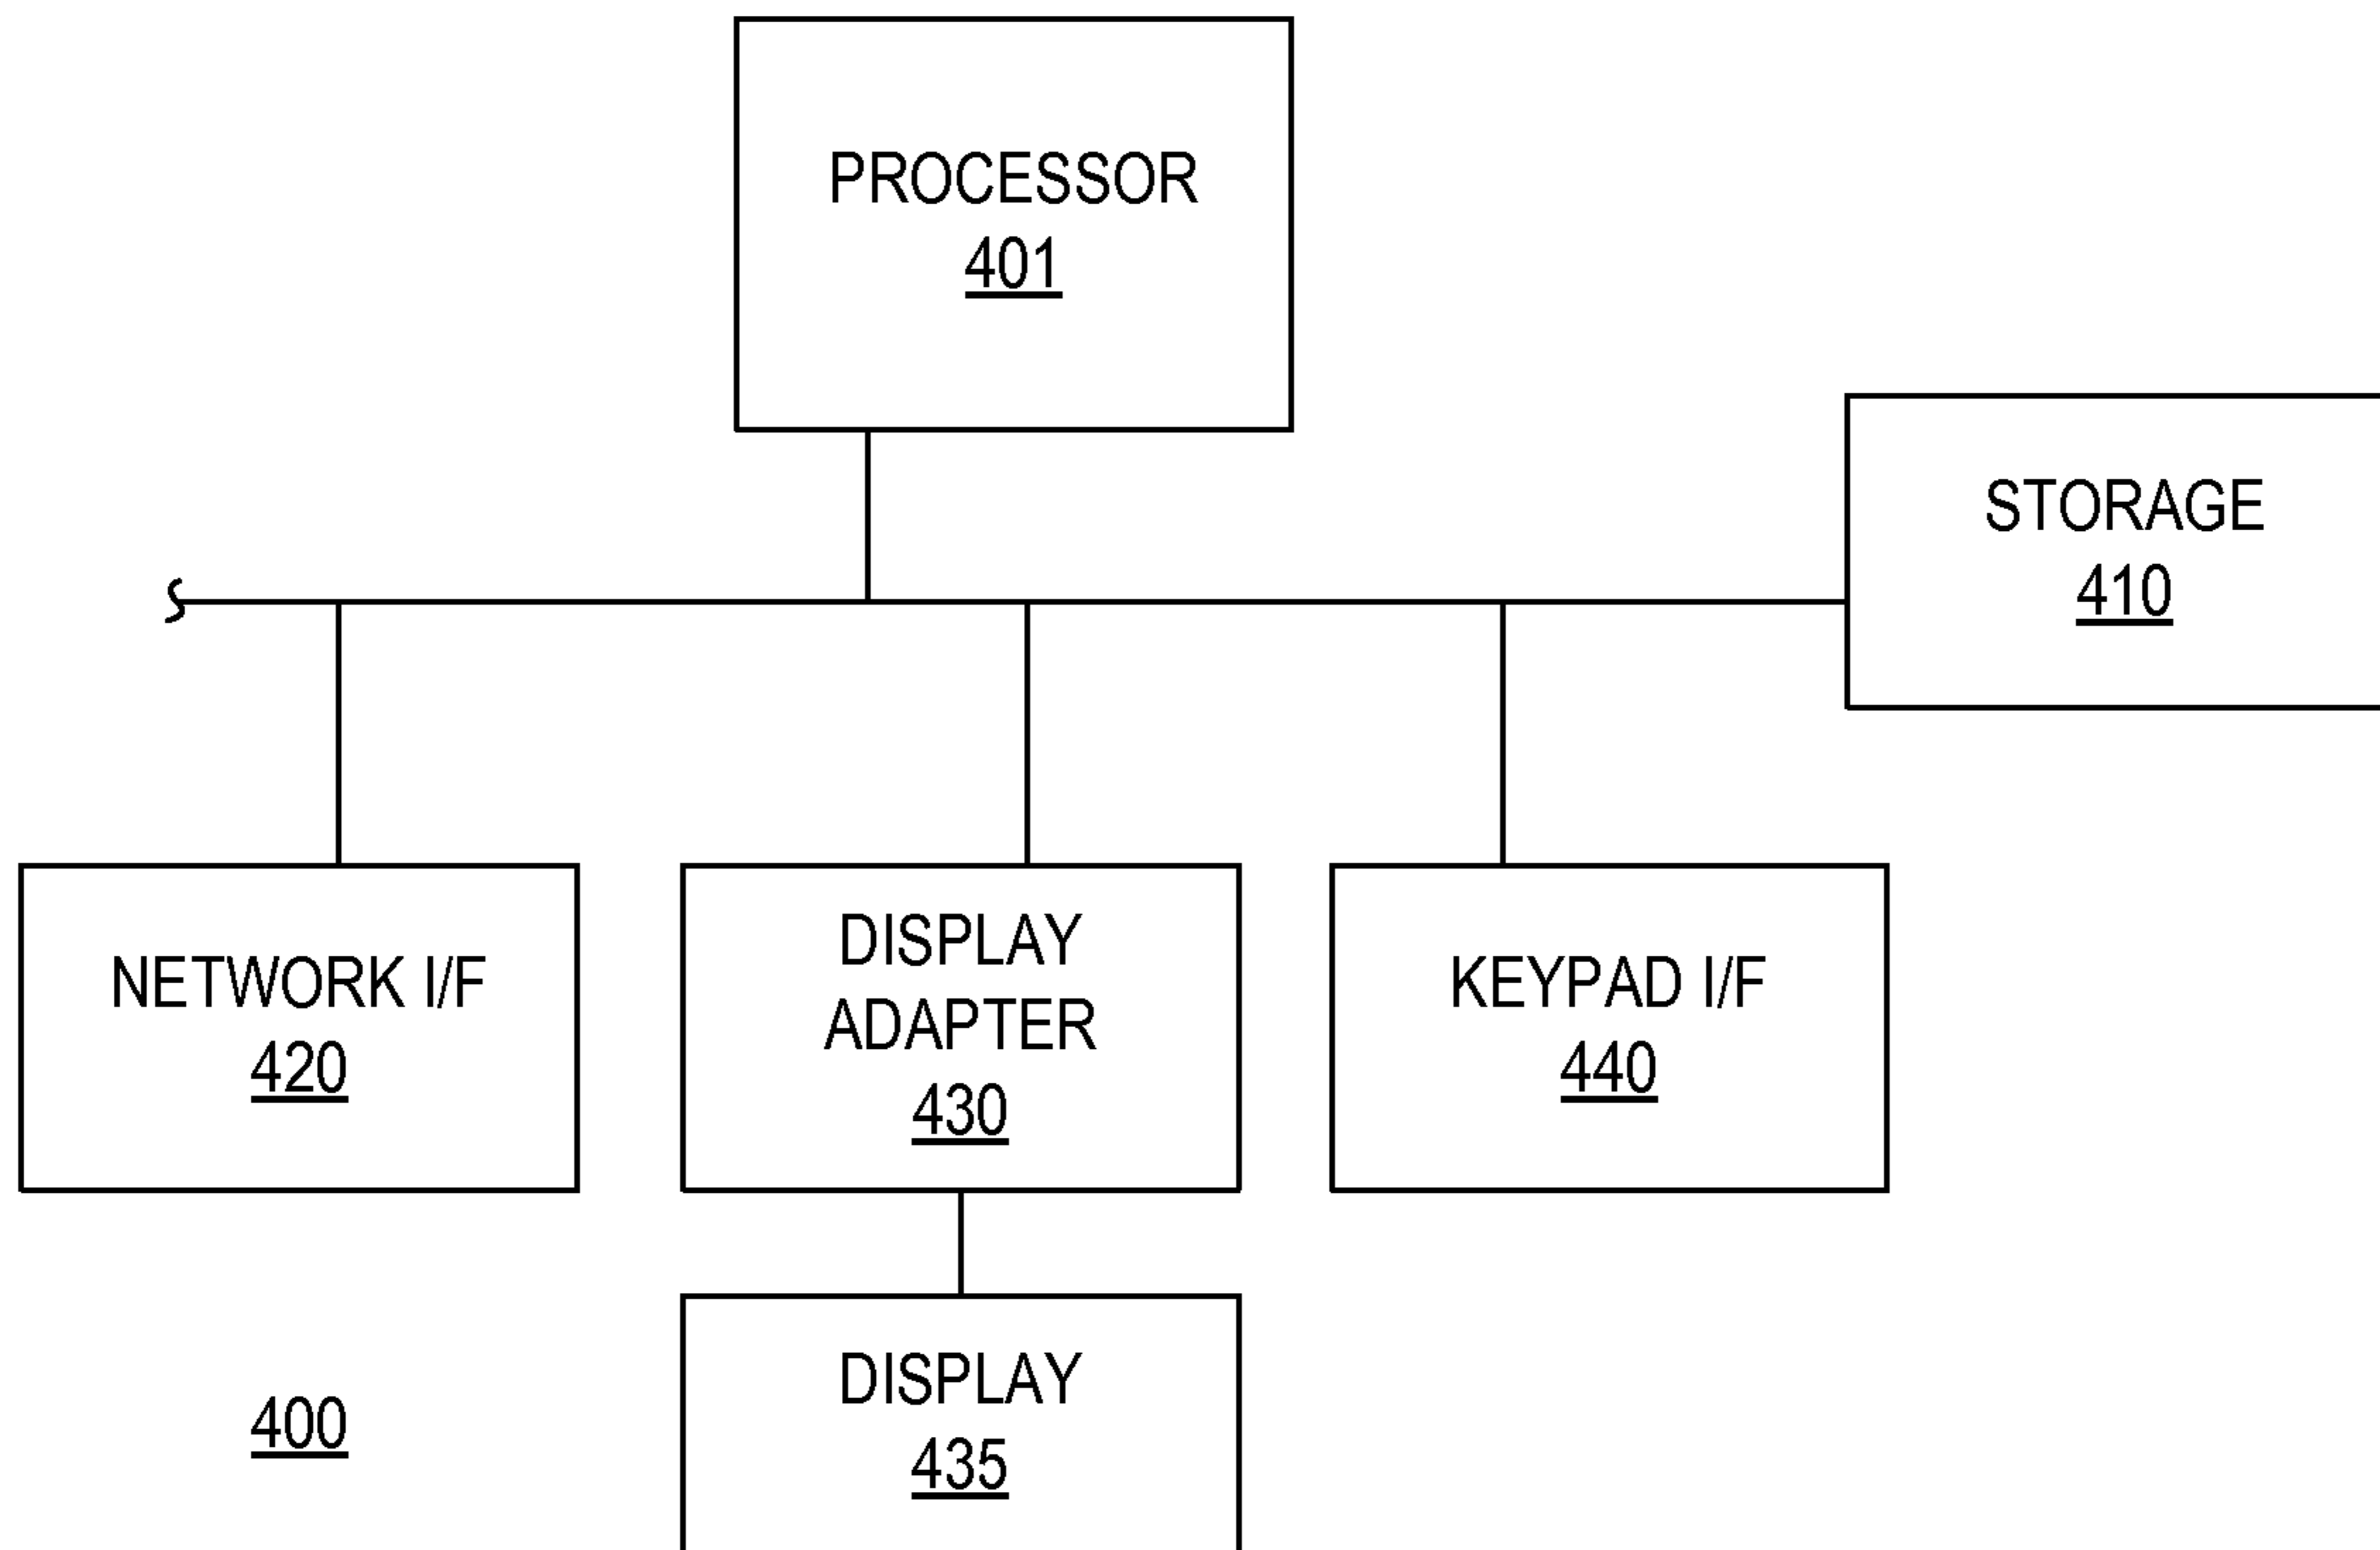 PROCESSOR
401
STORAGE
410
NETWORK I/F
420
DISPLAY
ADAPTER
430
KEYPAD I/F
440
DISPLAY
435
400